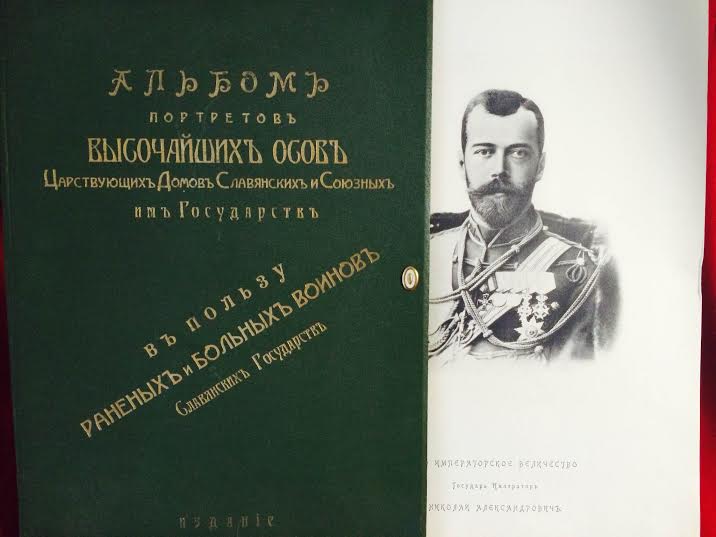 АЛЬБОМЪ
ПОРТРЕТОВЪ
ВЫСОЧАЙШИХЪ ОСОБЪ
ЦАРСТВУЮЩИХЪ ДОМОВЪ СЛАВЯНСКИХЪ И СОЮЗНЫХЪ
ИМЪ ГОСУДАРСТВЪ
ВЪ ПОЛЬЗУ
РАНЕНЫХЪ И БОЛЬНЫХЪ ВОИНОВЪ
СЛАВЯНСКИХЪ ГОСУДАРСТВЪ
ИЗДАНІЕ
ИМПЕРАТОРСКОЕ ВЕЛИЧЕСТВО
Государь Императоръ
НИКОЛАЙ АЛЕКСАНДРОВИЧЪ